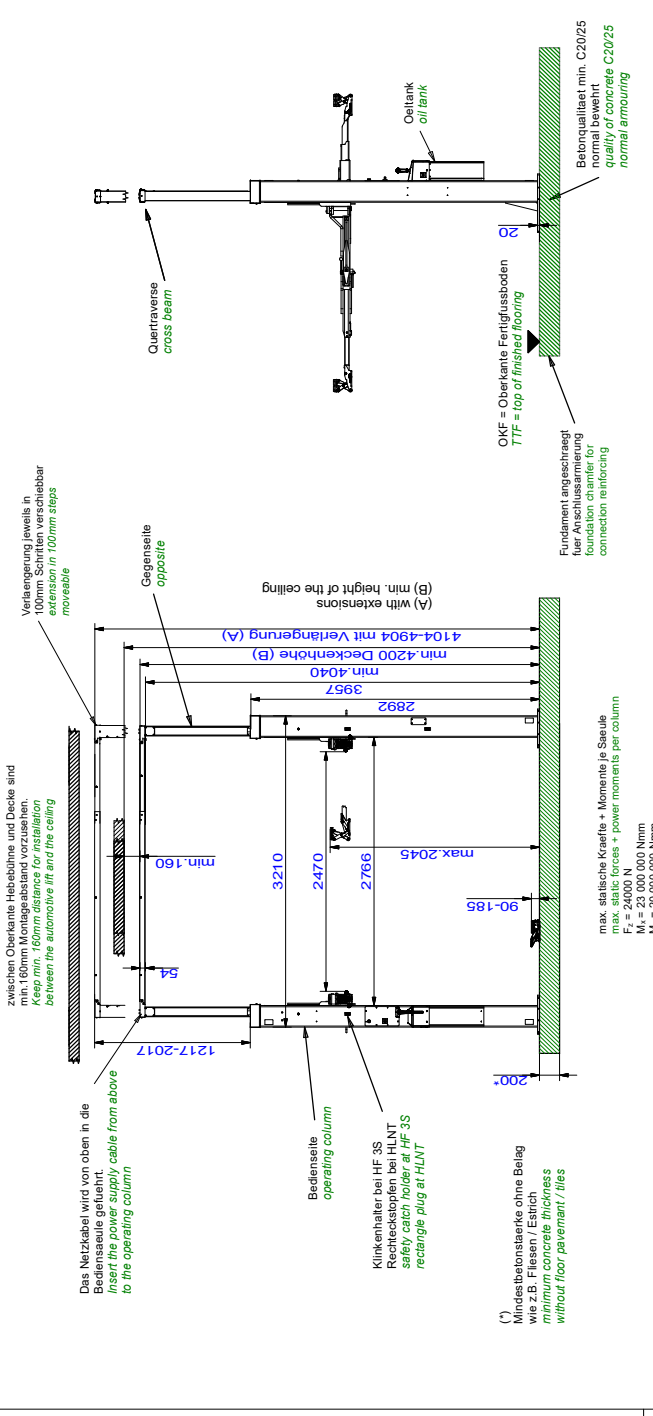 zwischen Oberkante Hebebühne und Decke sind
min.160mm Montageabstand vorzusehen.
Keep min. 160mm distance for installation
between the automotive lift and the ceiling
Verlaengerung jeweils in
100mm Schritten verschiebbar
extension in 100mm steps
moveable
Das Netzkabel wird von oben in die
Bediensaeule gefuehrt.
Insert the power supply cable from above
to the operating column
Gegenseite
opposite
Quertraverse
cross beam
Oeltank
oil tank
Bedienseite
operating column
Klinkenhalter bei HF 3S
Rechteckstopfen bei HLNT
safety catch holder at HF 3S
rectangle plug at HLNT
1217-2017
54
min.160
3210
2470
2766
max.2045
90-185
200*
2892
3957
min.4040
min.4200 Deckenhöhe (B)
4104-4904 mit Verlängerung (A)
(A) with extensions
(B) min. height of the ceiling
20
OKF = Oberkante Fertigfussboden
TTF = top of finished flooring
Betonqualitaet min. C20/25
normal bewehrt
quality of concrete C20/25
normal armouring
Fundament angeschraegt
fuer Anschlussarmierung
foundation chamfer for
connection reinforcing
(*)
Mindestbetonstaerke ohne Belag
wie z.B. Fliesen / Estrich
minimum concrete thickness
without floor pavement / tiles
max. statische Kraefte + Momente je Saeule
max. static forces + power moments per column
Fz = 24000 N
Mx = 23 000 000 Nmm